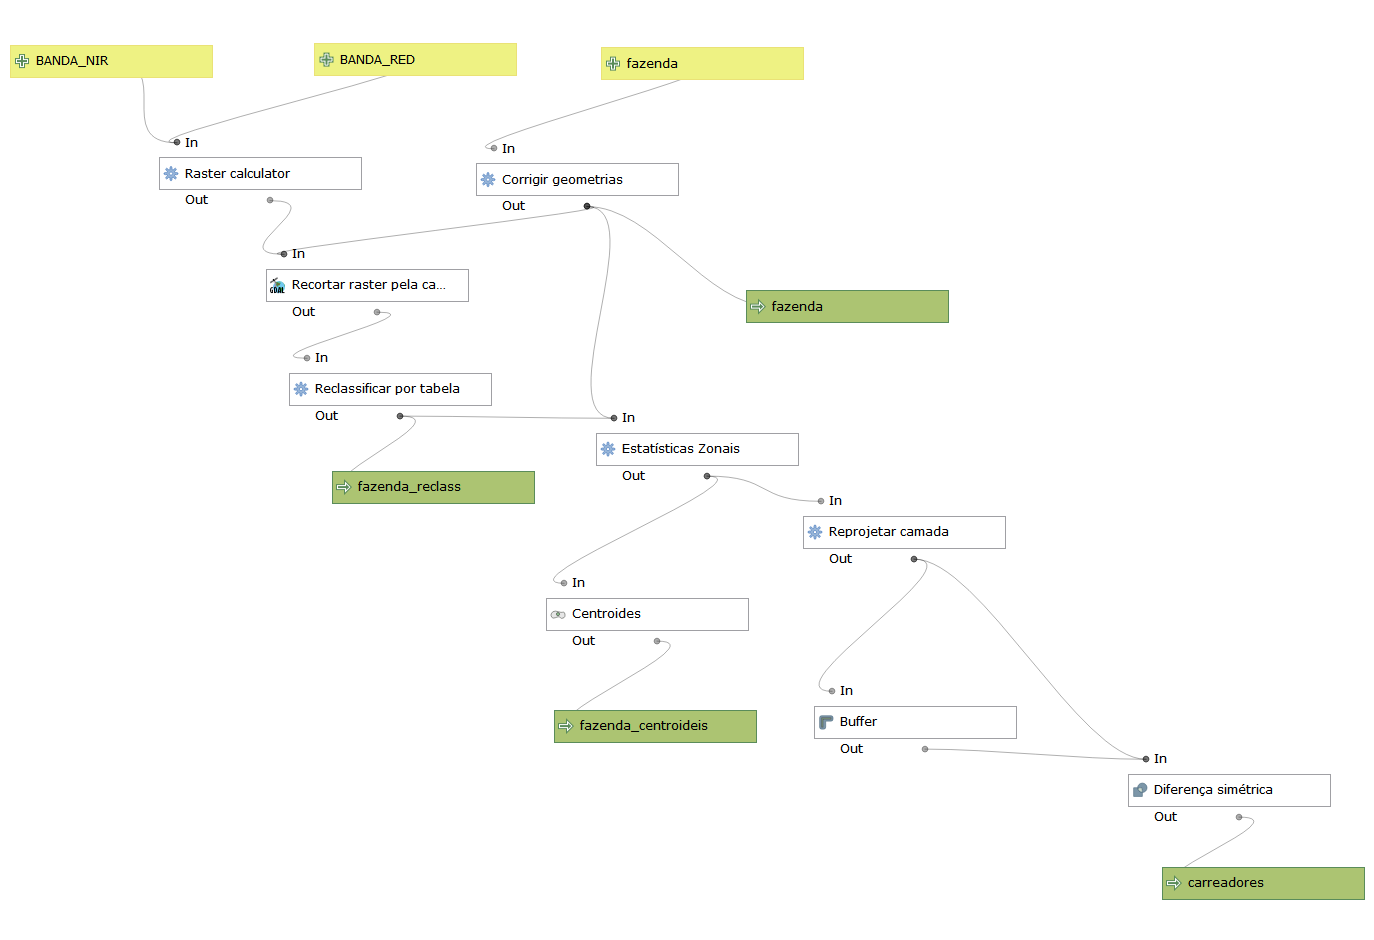 BANDA_NIR
BANDA_RED
fazenda
In
Raster calculator
Out
In
Corrigir geometrias
Out
In
Recortar raster pela ca...
Out
fazenda
In
Reclassificar por tabela
Out
In
Estatísticas Zonais
Out
fazenda_reclass
In
Reprojetar camada
Out
In
Centroides
Out
fazenda_centroideis
In
Buffer
Out
In
Diferença simétrica
Out
carreadores